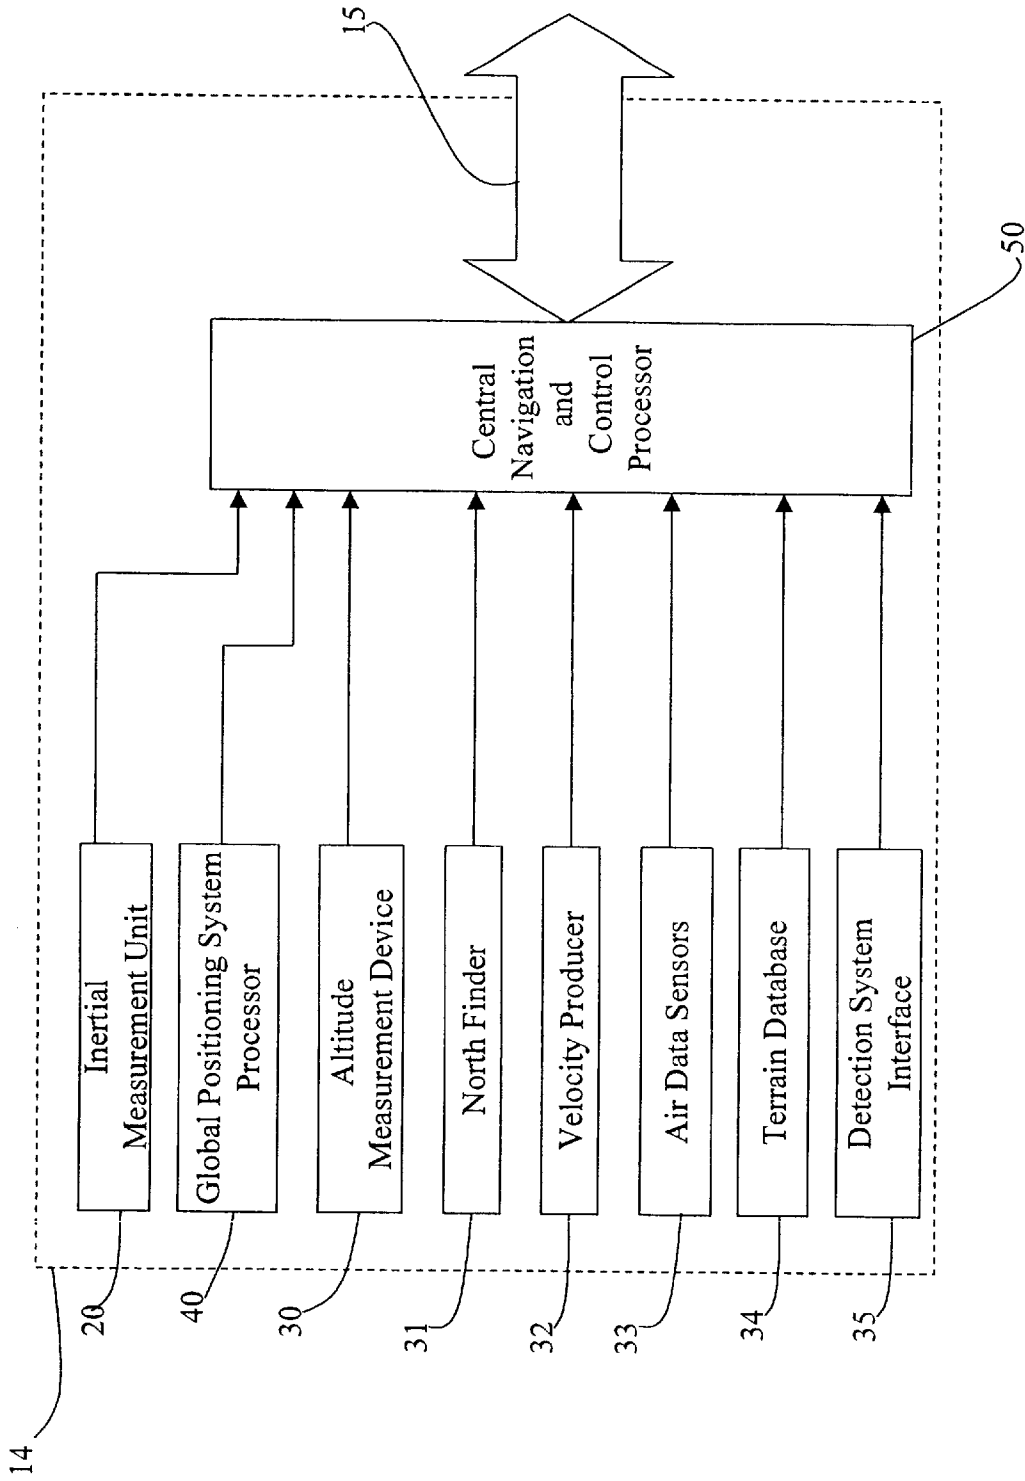 14
20
Inertial
Measurement Unit
40
Global Positioning System
Processor
30
Altitude
Measurement Device
31
North Finder
32
Velocity Producer
33
Air Data Sensors
34
Terrain Database
35
Detection System
Interface
Central
Navigation
and
Control
Processor
50
15